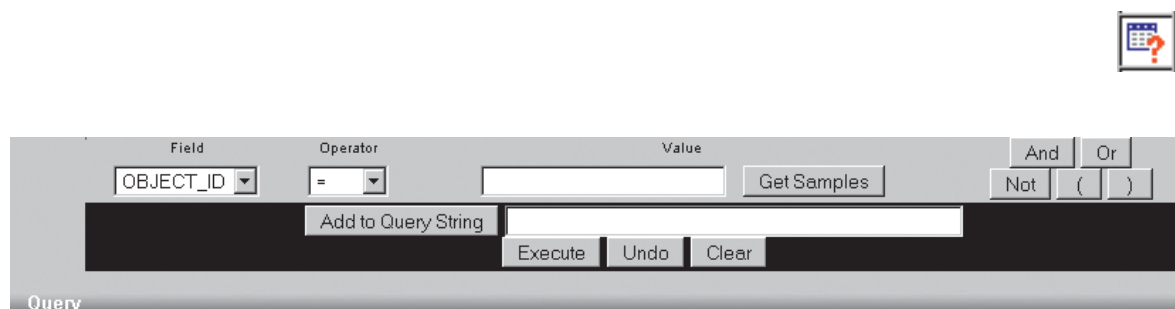 Field Operator Value And Or
OBJECT_ID = Get Samples Not ( )
Add to Query String
Execute Undo Clear
Query